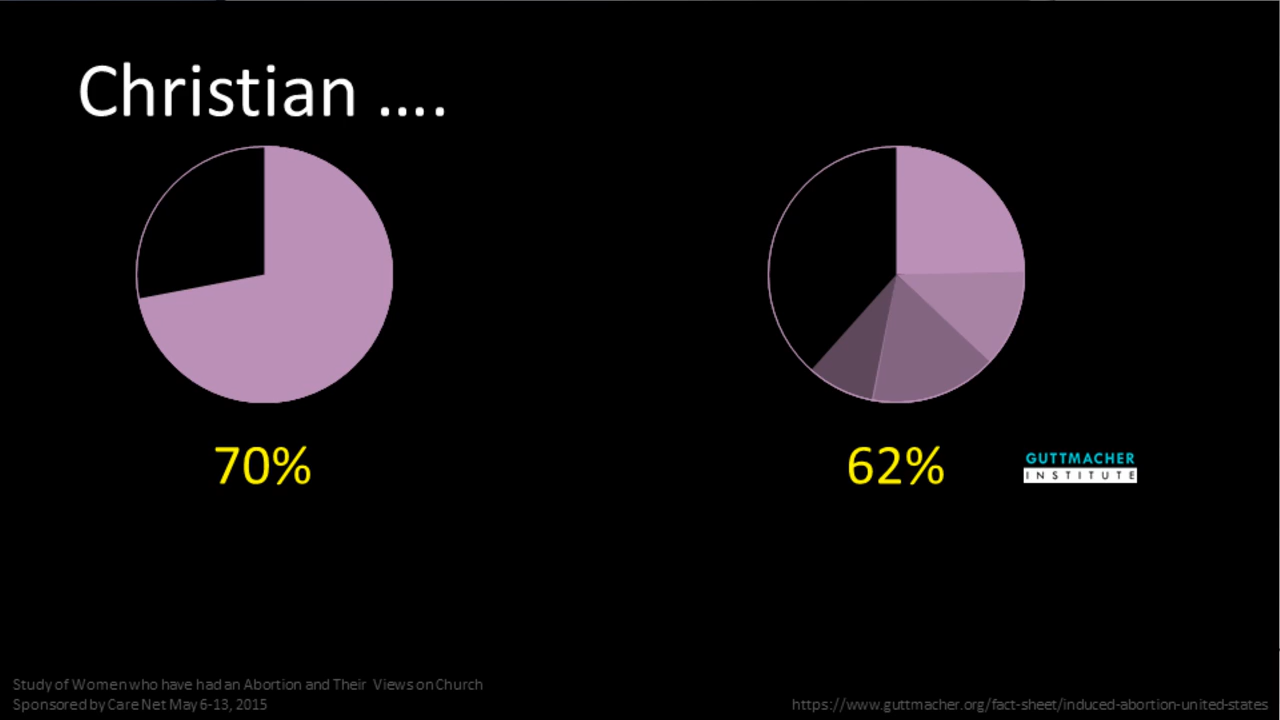 Christian ....
70%
62%
GUTTMACHER
INSTITUTE
Study of Women who have had an Abortion and Their Views on Church
Sponsored by Care Net May 6-13, 2015
https://www.guttmacher.org/fact-sheet/induced-abortion-united-states